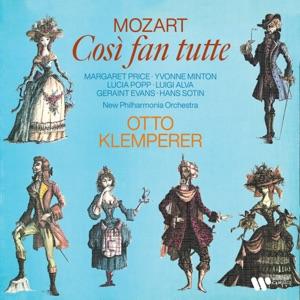 MOZART
Così fan tutte
MARGARET PRICE · YVONNE MINTON
LUCIA POPP · LUIGI ALVA
GERAINT EVANS · HANS SOTIN
New Philharmonia Orchestra
OTTO
KLEMPERER